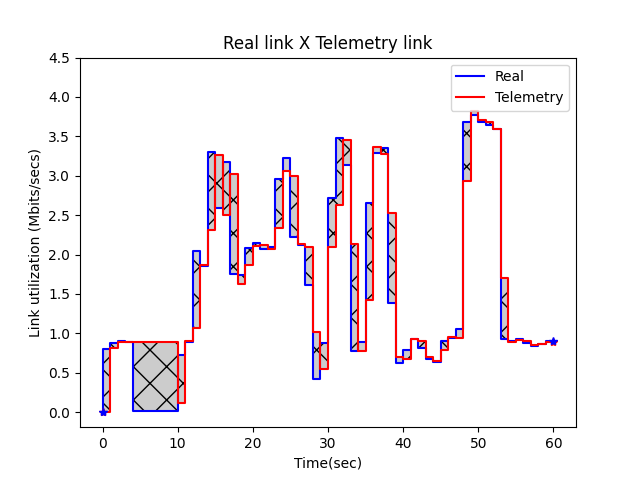 Real link X Telemetry link
Real
Telemetry
Link utilization (Mbits/secs)
4.5
4.0
3.5
3.0
2.5
2.0
1.5
1.0
0.5
0.0
0 10 20 30 40 50 60
Time(sec)